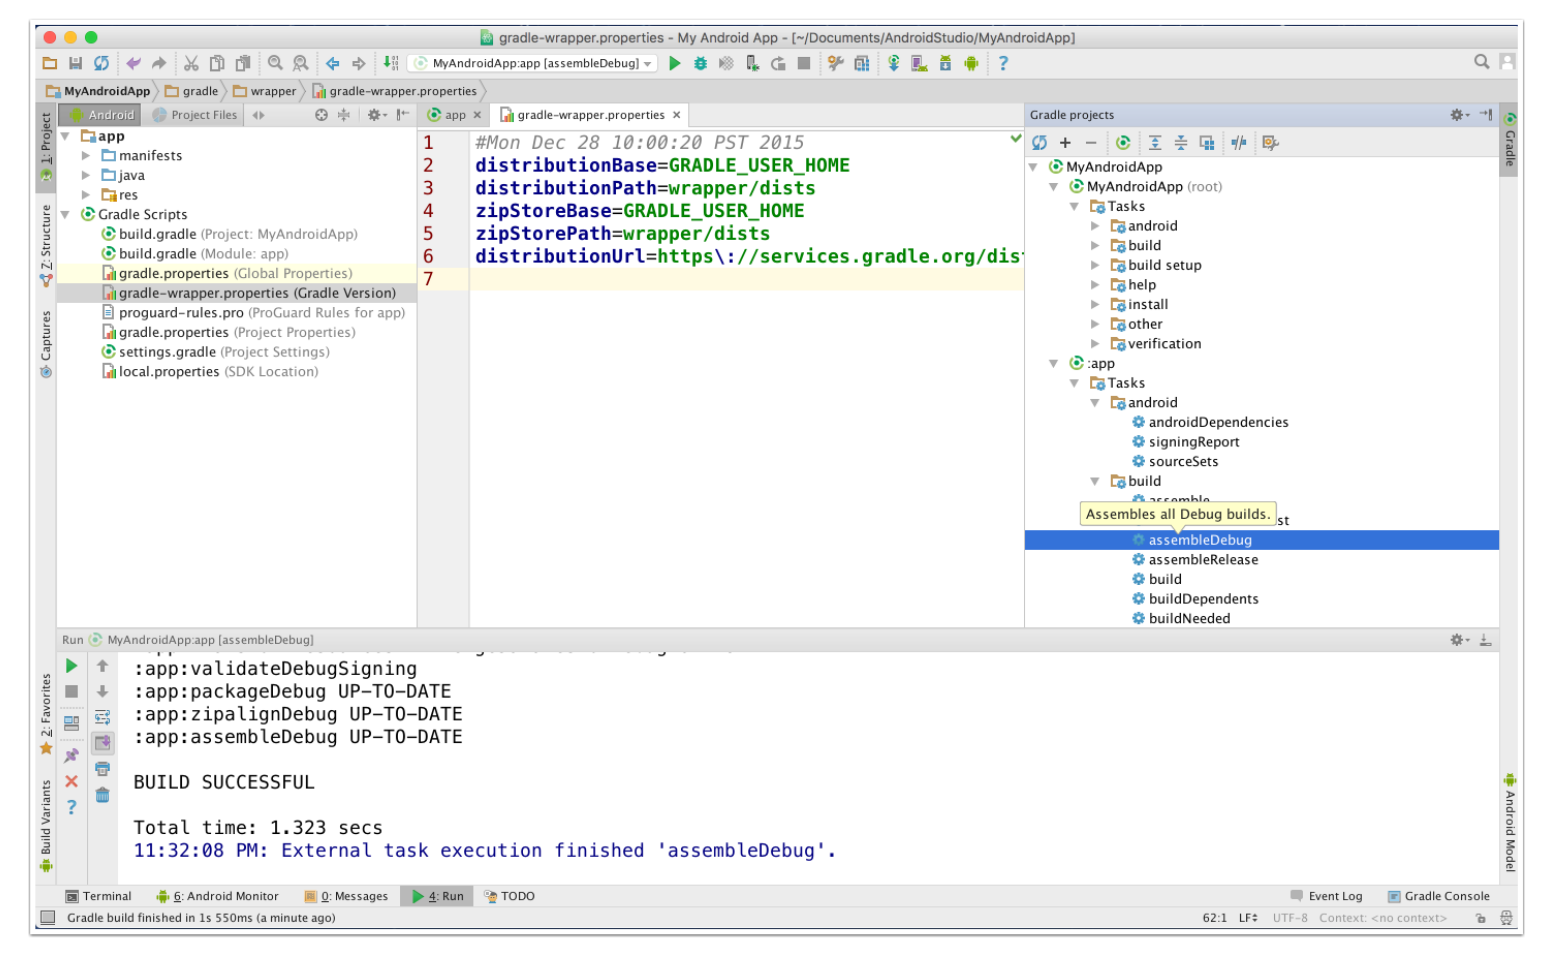 gradle-wrapper.properties - My Android App - [~/Documents/AndroidStudio/MyAndroidApp]
MyAndroidApp:app [assembleDebug]
MyAndroidApp gradle wrapper gradle-wrapper.properties
1: Project
Z: Structure
Captures
2: Favorites
Build Variants
Android Project Files
app
manifests
java
res
Gradle Scripts
build.gradle (Project: MyAndroidApp)
build.gradle (Module: app)
gradle.properties (Global Properties)
gradle-wrapper.properties (Gradle Version)
proguard-rules.pro (ProGuard Rules for app)
gradle.properties (Project Properties)
settings.gradle (Project Settings)
local.properties (SDK Location)
app gradle-wrapper.properties
1 #Mon Dec 28 10:00:20 PST 2015
2 distributionBase=GRADLE_USER_HOME
3 distributionPath=wrapper/dists
4 zipStoreBase=GRADLE_USER_HOME
5 zipStorePath=wrapper/dists
6 distributionUrl=https\://services.gradle.org/dis
7
Gradle projects
MyAndroidApp
MyAndroidApp (root)
Tasks
android
build
build setup
help
install
other
verification
:app
Tasks
android
androidDependencies
signingReport
sourceSets
build
assemble
Assembles all Debug builds.
st
assembleDebug
assembleRelease
build
buildDependents
buildNeeded
Gradle
Android Model
Run MyAndroidApp:app [assembleDebug]
:app:validateDebugSigning
:app:packageDebug UP-TO-DATE
:app:zipalignDebug UP-TO-DATE
:app:assembleDebug UP-TO-DATE
BUILD SUCCESSFUL
Total time: 1.323 secs
11:32:08 PM: External task execution finished 'assembleDebug'.
Terminal 6: Android Monitor 0: Messages 4: Run TODO Event Log Gradle Console
Gradle build finished in 1s 550ms (a minute ago) 62:1 LF UTF-8 Context: <no context>